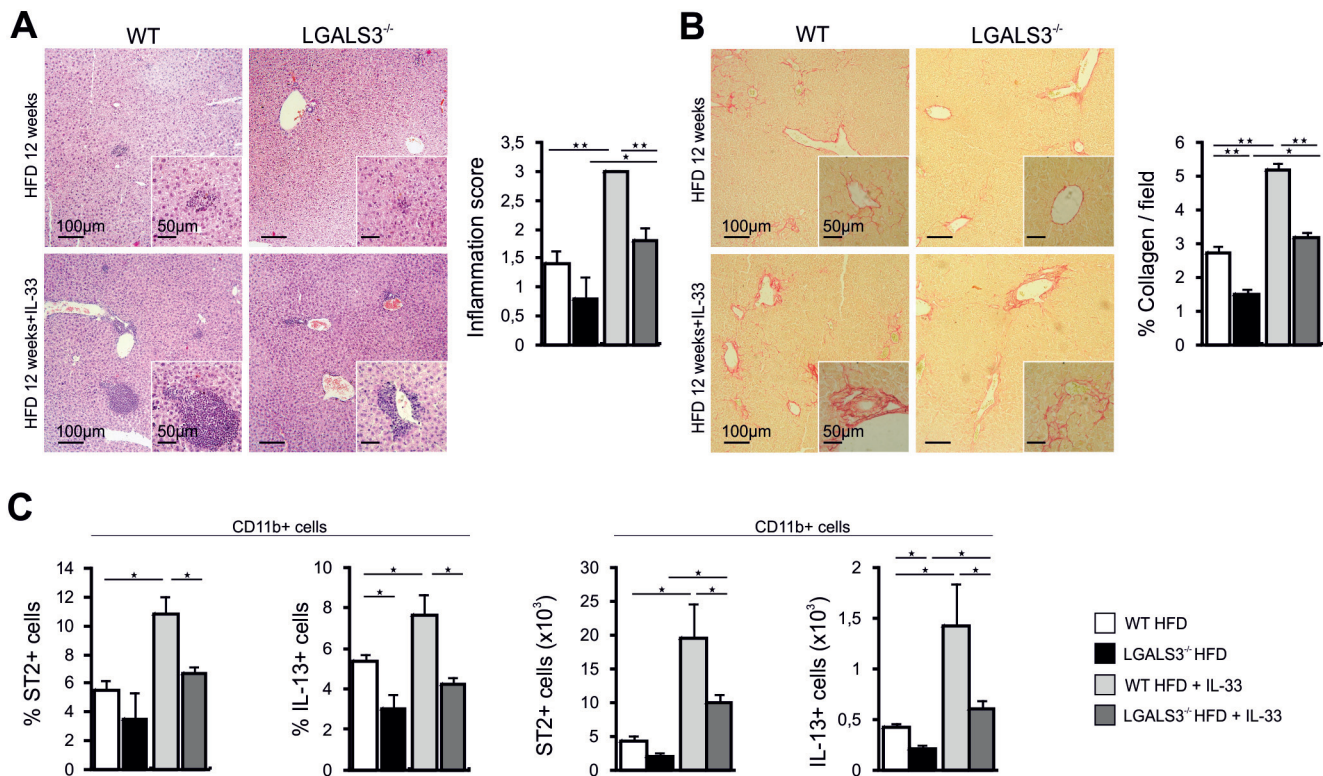 A
WT
LGALS3-/-
HFD 12 weeks
100µm
50µm
HFD 12 weeks+IL-33
100µm
50µm
Inflammation score
3,5
3
2,5
2
1,5
1
0,5
0
★★
★★
★
B
WT
LGALS3-/-
HFD 12 weeks
100µm
50µm
HFD 12 weeks+IL-33
100µm
50µm
% Collagen / field
6
5
4
3
2
1
0
★★
★★
★★
★
C
CD11b+ cells
% ST2+ cells
14
12
10
8
6
4
2
0
★
★
% IL-13+ cells
10
8
6
4
2
0
★
★
★
CD11b+ cells
ST2+ cells (x10³)
30
25
20
15
10
5
0
★
★
★
IL-13+ cells (x10³)
2
1,5
1
0,5
0
★
★
★
★
WT HFD
LGALS3-/- HFD
WT HFD + IL-33
LGALS3-/- HFD + IL-33